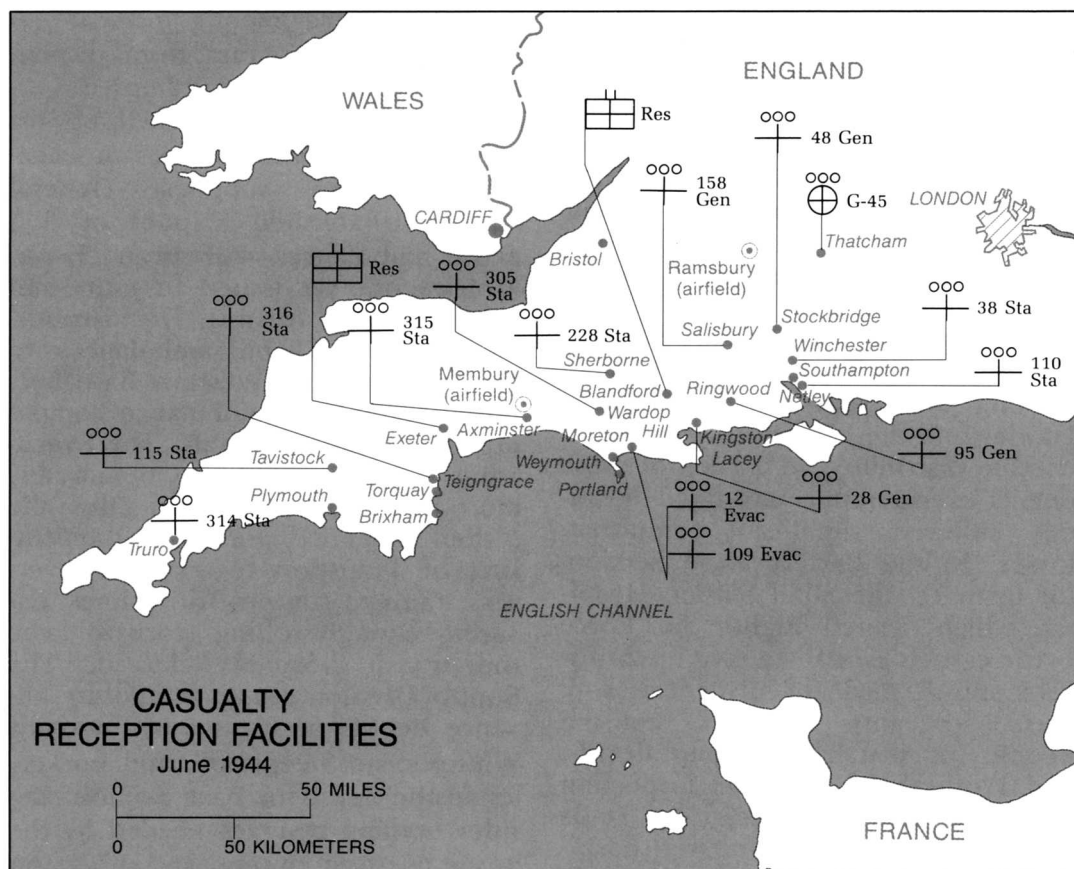 ENGLAND
WALES
Res
48 Gen
158
Gen
G-45
LONDON
CARDIFF
Thatcham
Bristol
Ramsbury
(airfield)
Res
305
Sta
316
Sta
315
Sta
228 Sta
38 Sta
Salisbury
Stockbridge
Sherborne
Winchester
Southampton
110
Sta
Membury
(airfield)
Blandford
Ringwood
Netley
Wardop
Hill
Axminster
Exeter
Moreton
Kingston
Lacey
Weymouth
95 Gen
115 Sta
Tavistock
Teigngrace
Portland
Torquay
12
Evac
28 Gen
Plymouth
Brixham
314 Sta
Truro
109 Evac
ENGLISH CHANNEL
CASUALTY
RECEPTION FACILITIES
June 1944
0 50 MILES
0 50 KILOMETERS
FRANCE